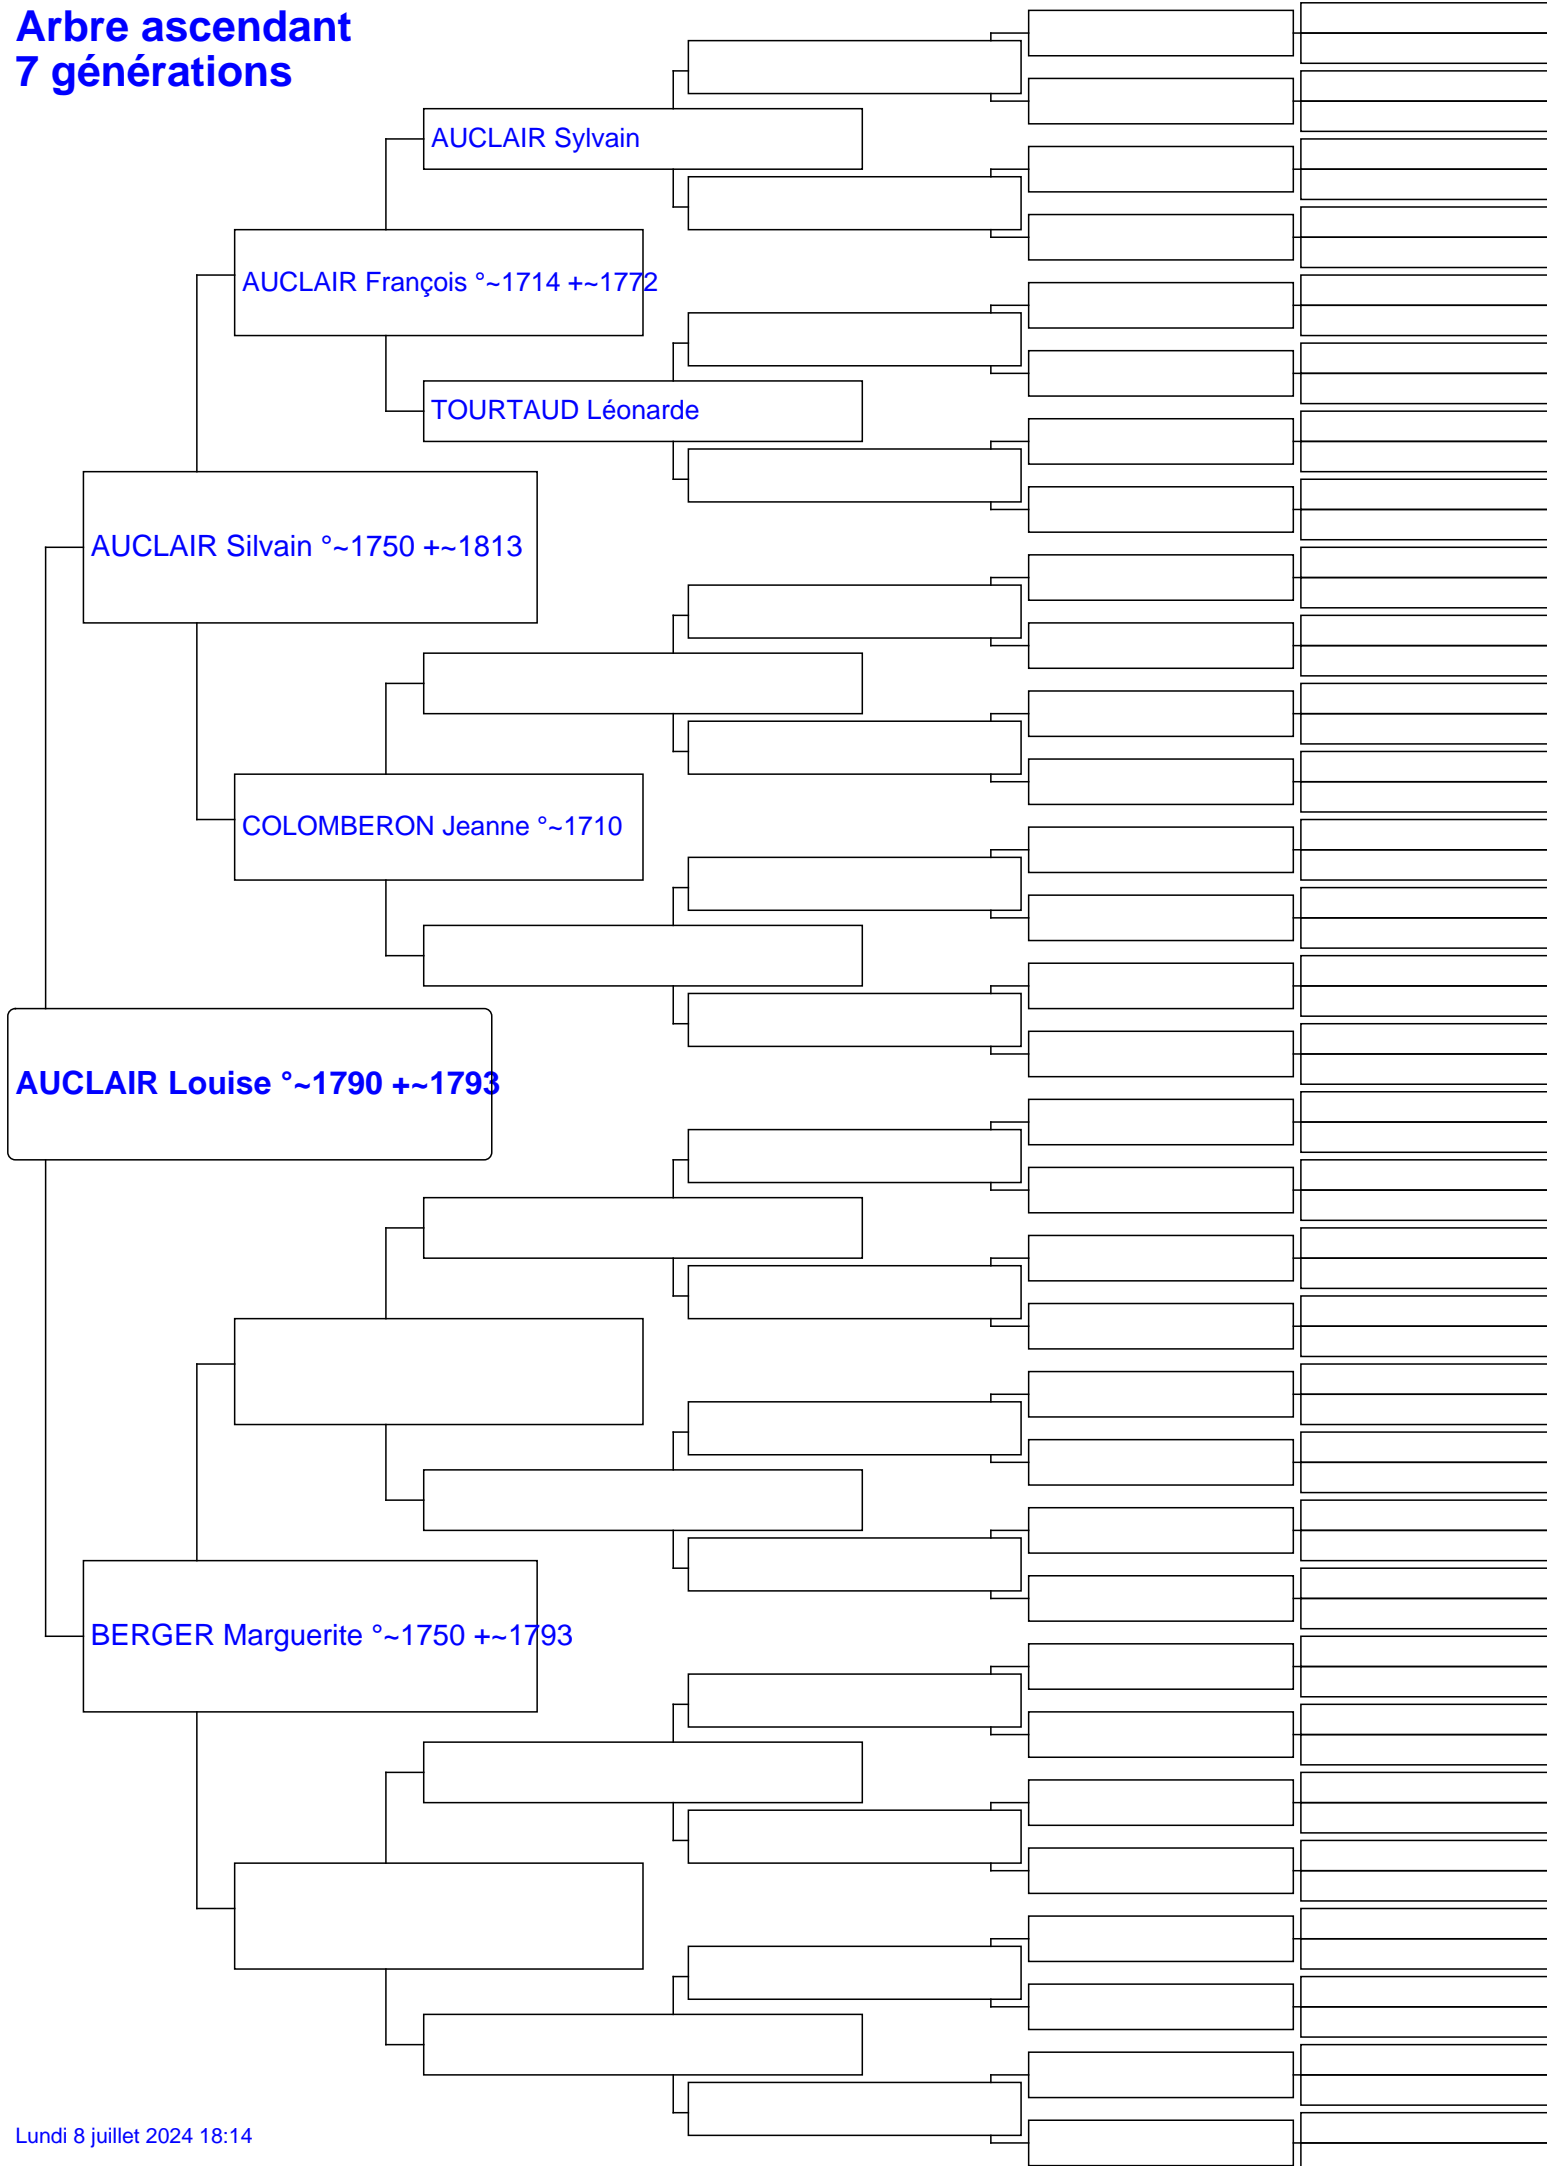 Arbre ascendant
7 générations
AUCLAIR Sylvain
AUCLAIR François °~1714 +~1772
TOURTAUD Léonarde
AUCLAIR Silvain °~1750 +~1813
COLOMBERON Jeanne °~1710
AUCLAIR Louise °~1790 +~1793
BERGER Marguerite °~1750 +~1793
Lundi 8 juillet 2024 18:14